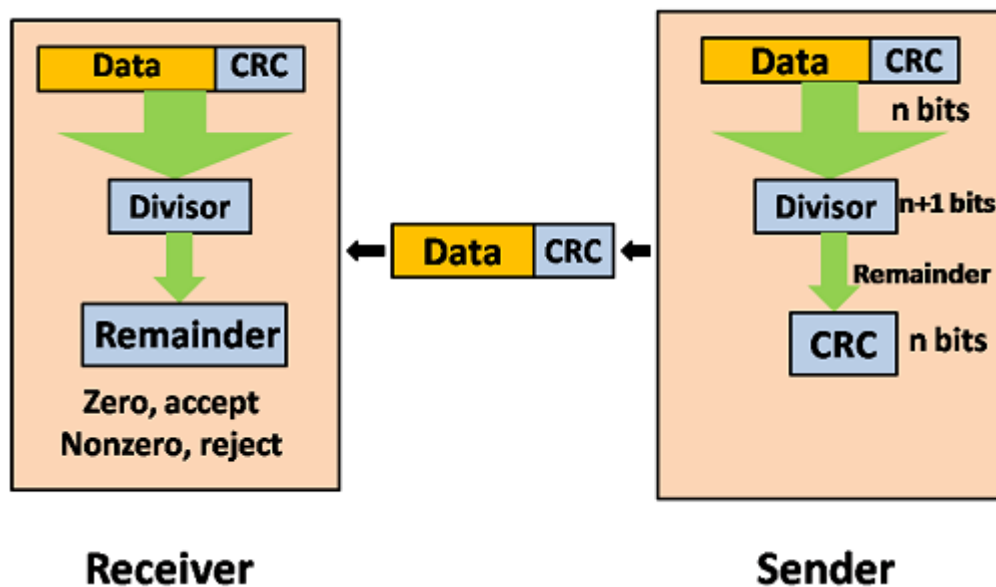 Data CRC
Divisor
Remainder
Zero, accept
Nonzero, reject
Receiver
Data CRC
Data CRC
n bits
Divisor n+1 bits
Remainder
CRC n bits
Sender